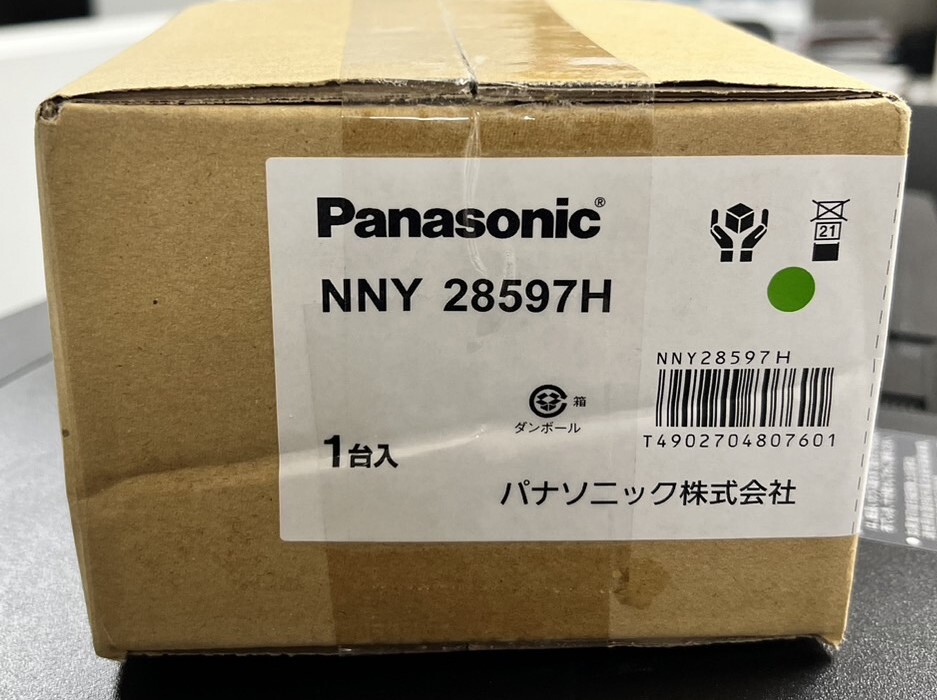 Panasonic®
NNY 28597H
21
NNY28597H
箱
ダンボール
T4902704807601
1台入
パナソニック株式会社